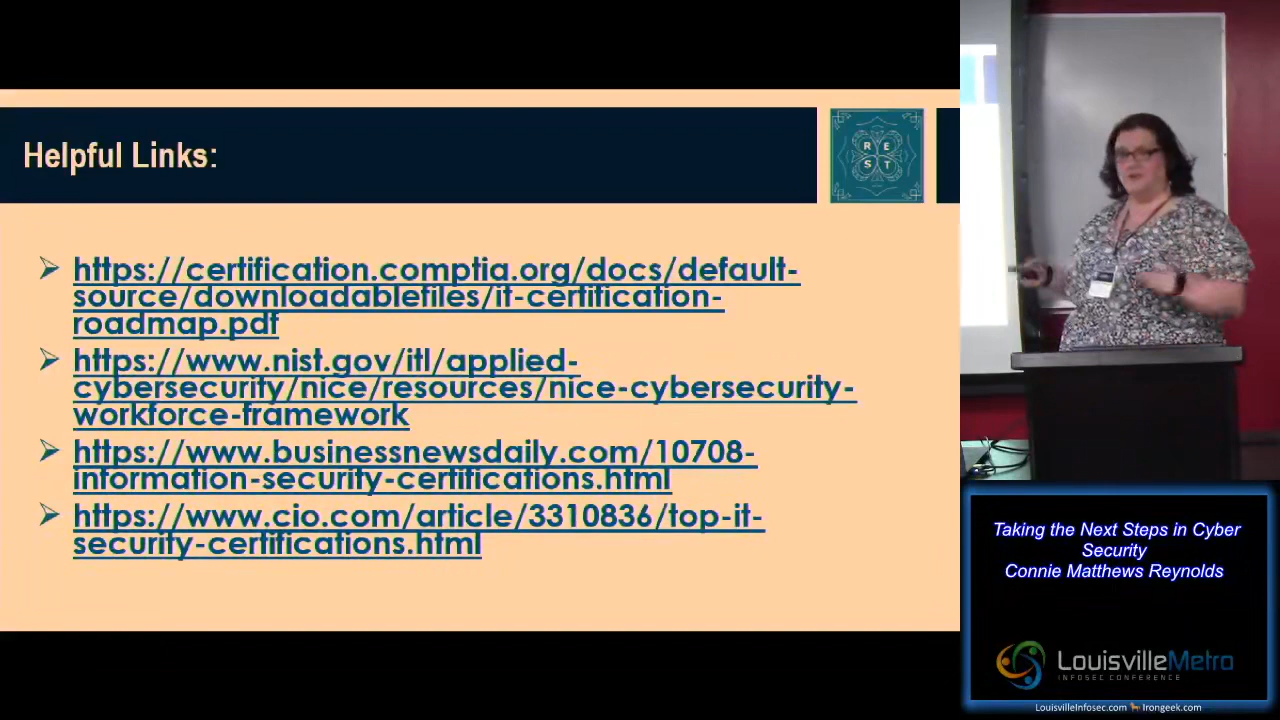 Helpful Links:
R E
S T
https://certification.comptia.org/docs/default-
source/downloadablefiles/it-certification-
roadmap.pdf
https://www.nist.gov/itl/applied-
cybersecurity/nice/resources/nice-cybersecurity-
workforce-framework
https://www.businessnewsdaily.com/10708-
information-security-certifications.html
https://www.cio.com/article/3310836/top-it-
security-certifications.html
Taking the Next Steps in Cyber
Security
Connie Matthews Reynolds
LouisvilleMetro
INFOSEC CONFERENCE
LouisvilleInfosec.com Irongeek.com